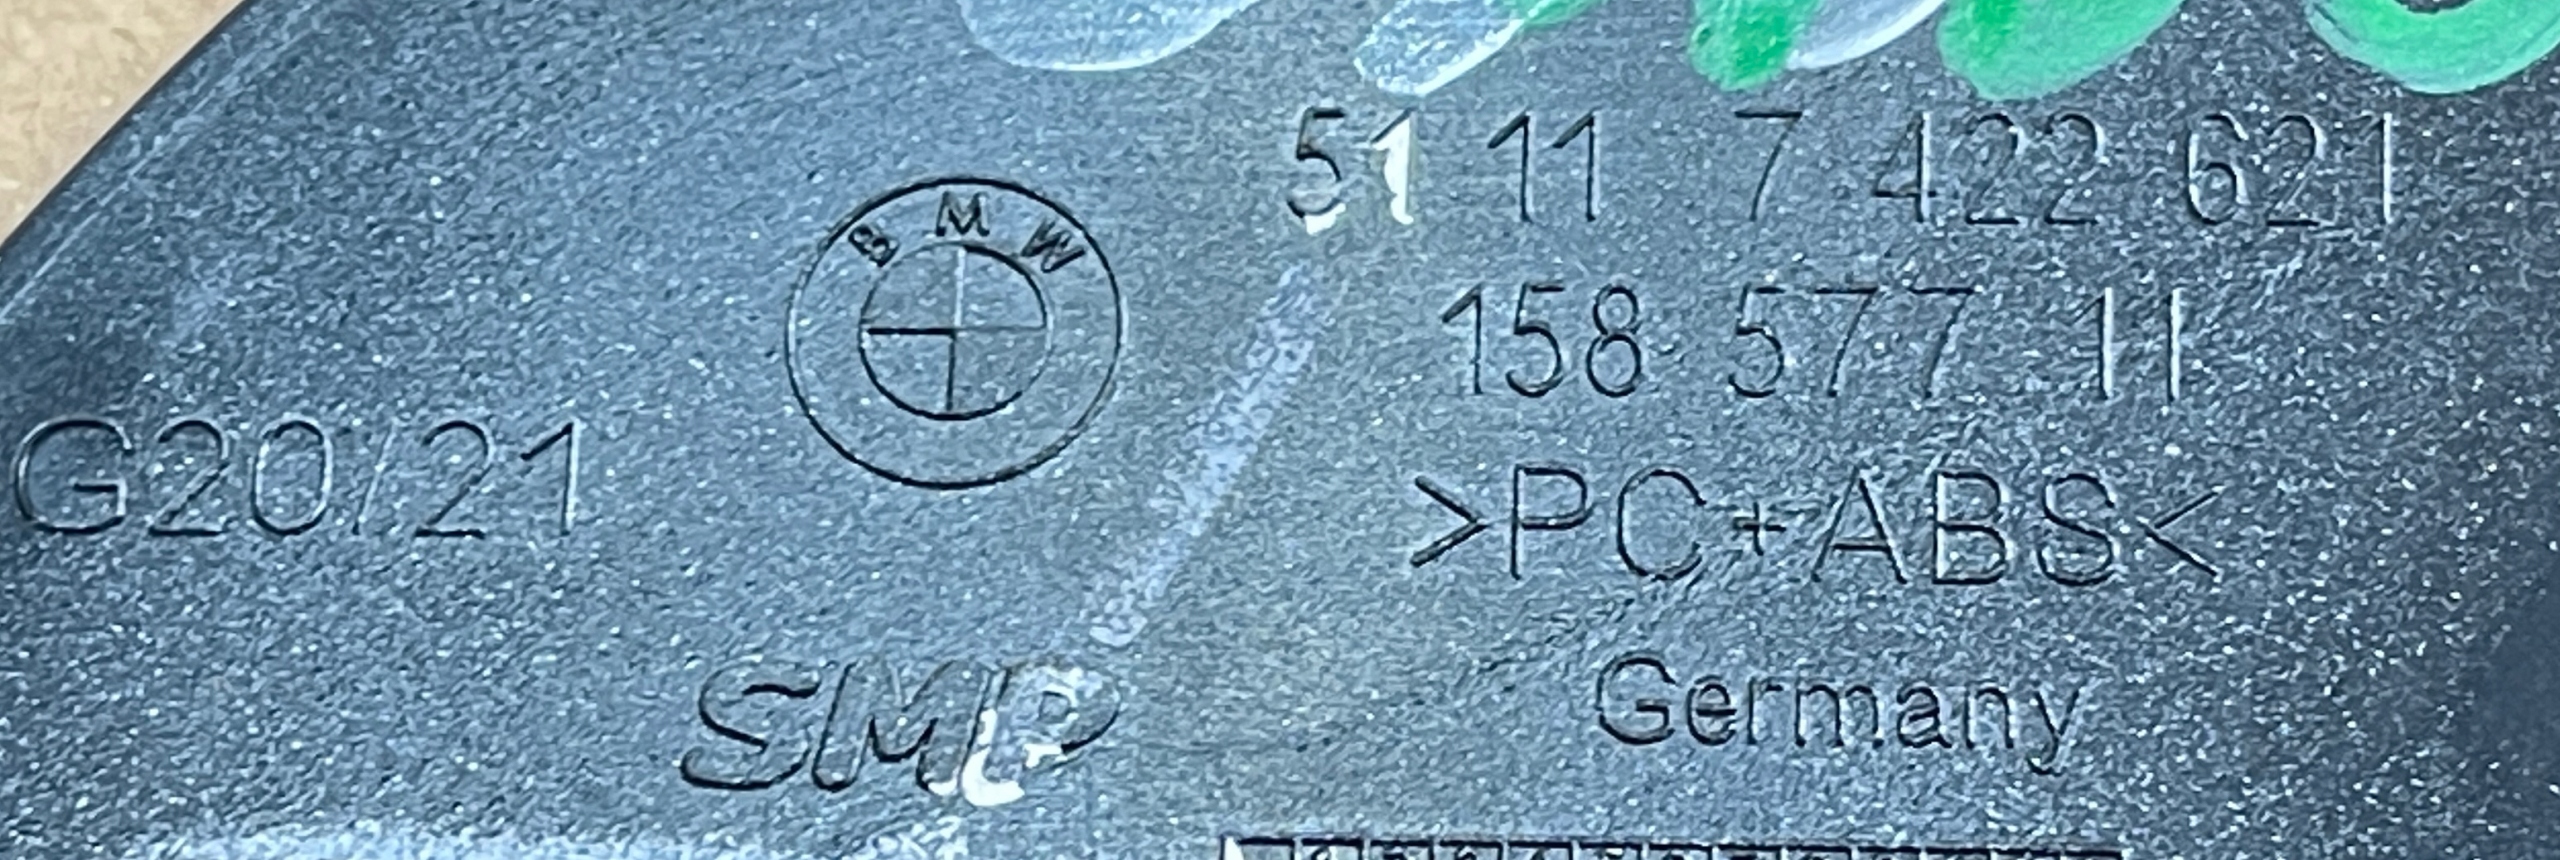 51 11 7 422 621
BMW
158 577 11
G20/21
>PC+ABS<
SMP
Germany